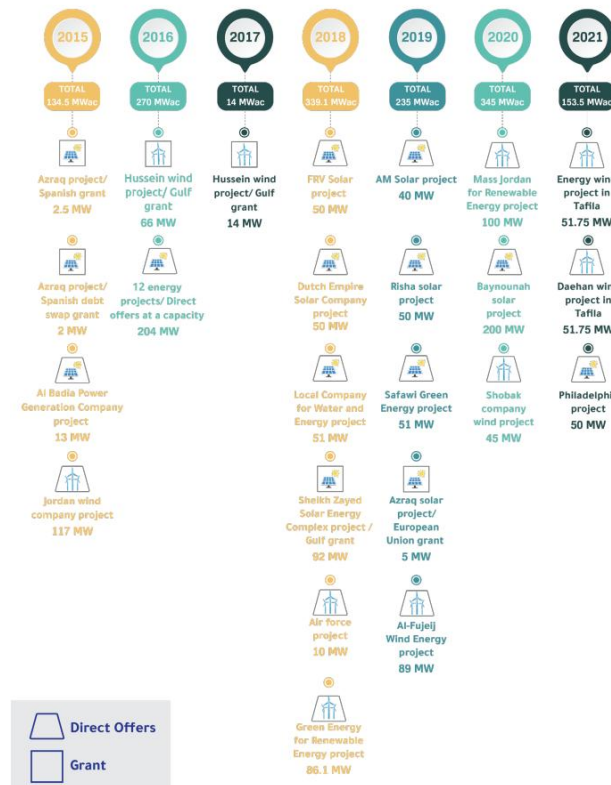 2015
TOTAL
134.5 MWac
Azraq project/
Spanish grant
2.5 MW
Azraq project/
Spanish debt
swap grant
2 MW
Al Badia Power
Generation Company
project
13 MW
Jordan wind
company project
117 MW
2016
TOTAL
270 MWac
Hussein wind
project/ Gulf
grant
66 MW
12 energy
projects/ Direct
offers at a capacity
204 MW
2017
TOTAL
14 MWac
Hussein wind
project/ Gulf
grant
14 MW
2018
TOTAL
339.1 MWac
FRV Solar
project
50 MW
Dutch Empire
Solar Company
project
50 MW
Local Company
for Water and
Energy project
51 MW
Sheikh Zayed
Solar Energy
Complex project /
Gulf grant
92 MW
Air force
project
10 MW
Green Energy
for Renewable
Energy project
86.1 MW
2019
TOTAL
235 MWac
AM Solar project
40 MW
Risha solar
project
50 MW
Safawi Green
Energy project
51 MW
Azraq solar
project/
European
Union grant
5 MW
Al-Fujeij
Wind Energy
project
89 MW
2020
TOTAL
345 MWac
Mass Jordan
for Renewable
Energy project
100 MW
Baynounah
solar
project
200 MW
Shobak
company
wind project
45 MW
2021
TOTAL
153.5 MWac
Energy win
project in
Tafila
51.75 MW
Daehan win
project in
Tafila
51.75 MW
Philadelphi
project
50 MW
Direct Offers
Grant